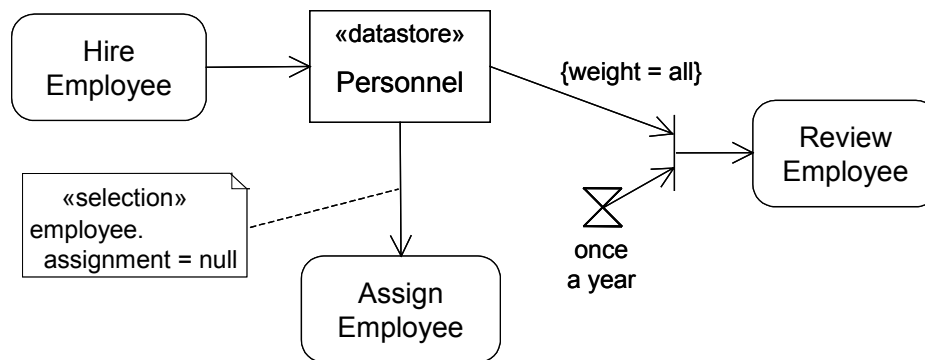 Hire
Employee
«datastore»
Personnel
{weight = all}
Review
Employee
«selection»
employee.
assignment = null
once
a year
Assign
Employee